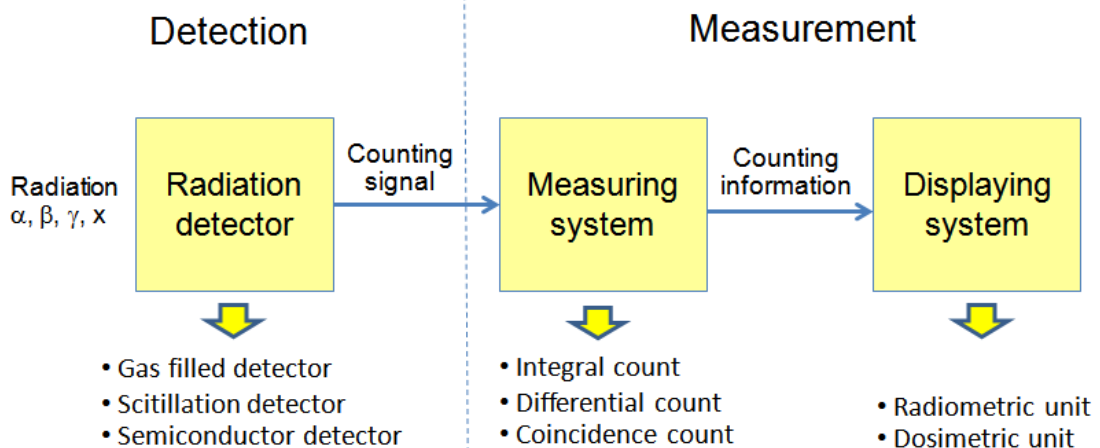 Detection
Measurement
Radiation
α, β, γ, x
Radiation
detector
Counting
signal
Measuring
system
Counting
information
Displaying
system
• Gas filled detector
• Scitillation detector
• Semiconductor detector
• Integral count
• Differential count
• Coincidence count
• Radiometric unit
• Dosimetric unit